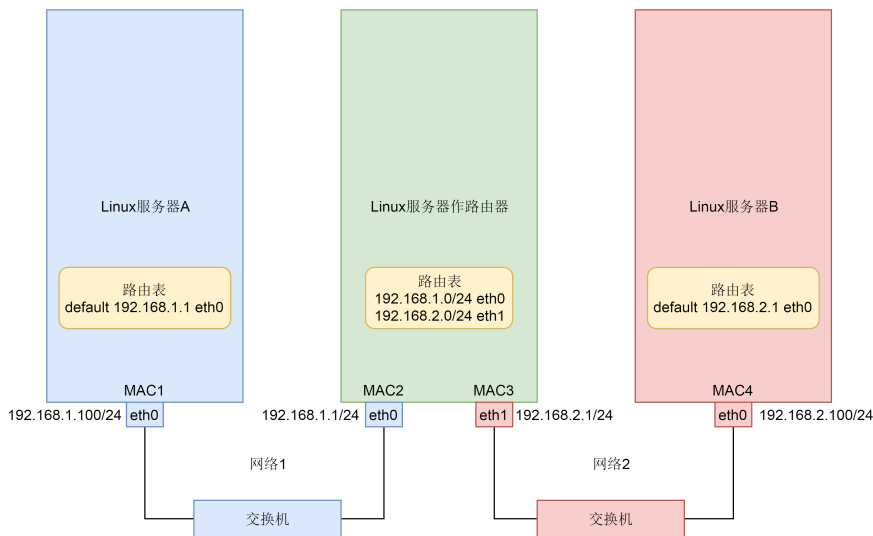 Linux服务器A
Linux服务器作路由器
Linux服务器B
路由表
default 192.168.1.1 eth0
路由表
192.168.1.0/24 eth0
192.168.2.0/24 eth1
路由表
default 192.168.2.1 eth0
MAC1
MAC2
MAC3
MAC4
192.168.1.100/24
eth0
192.168.1.1/24
eth0
eth1
192.168.2.1/24
eth0
192.168.2.100/24
网络1
网络2
交换机
交换机